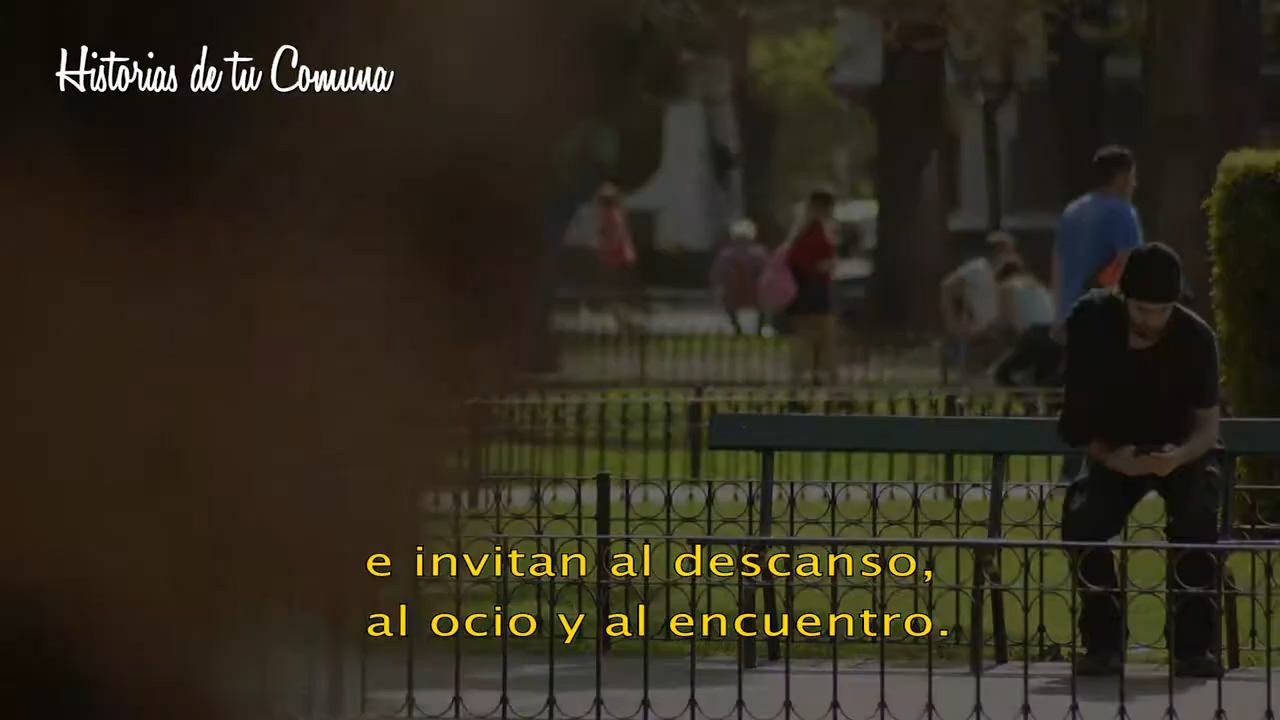 Historias de tu Comuna
e invitan al descanso,
al ocio y al encuentro.